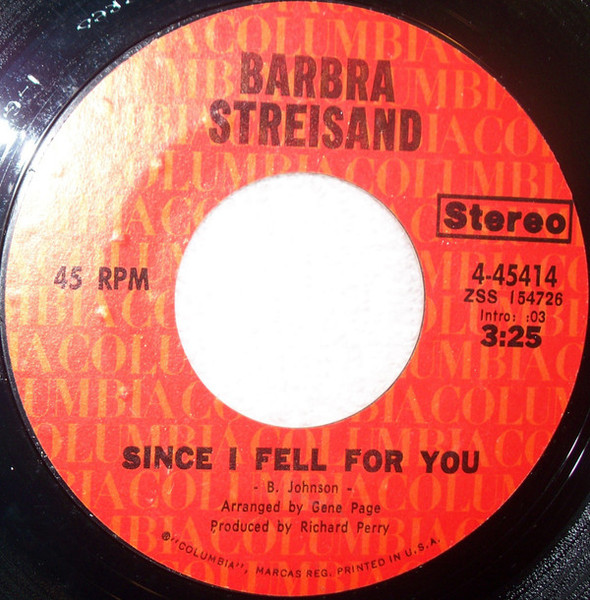 BARBRA
STREISAND
Stereo
45 RPM
4-45414
ZSS 154726
Intro: :03
3:25
SINCE I FELL FOR YOU
- B. Johnson -
Arranged by Gene Page
Produced by Richard Perry
℗"COLUMBIA", MARCAS REG. PRINTED IN U.S.A.
COLUMBIA